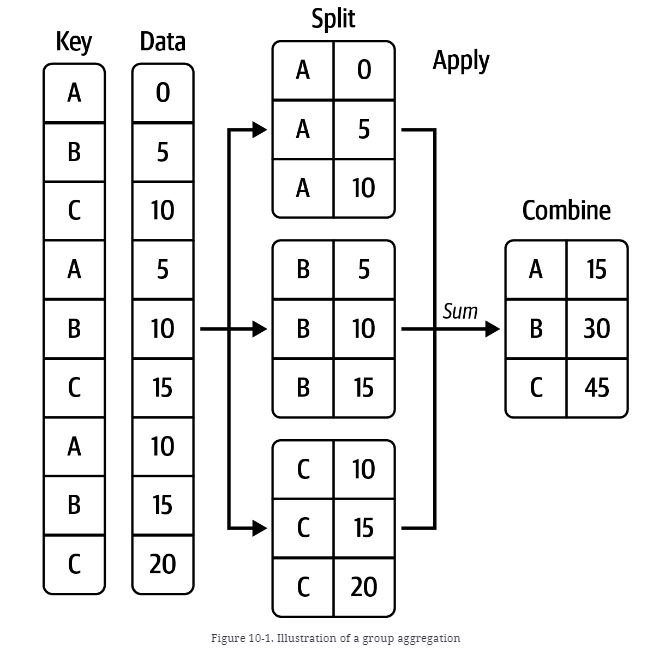 Key
Data
A 0
B 5
C 10
A 5
B 10
C 15
A 10
B 15
C 20
Split
A 0
A 5
A 10
B 5
B 10
B 15
C 10
C 15
C 20
Apply
Sum
Combine
A 15
B 30
C 45
Figure 10-1. Illustration of a group aggregation